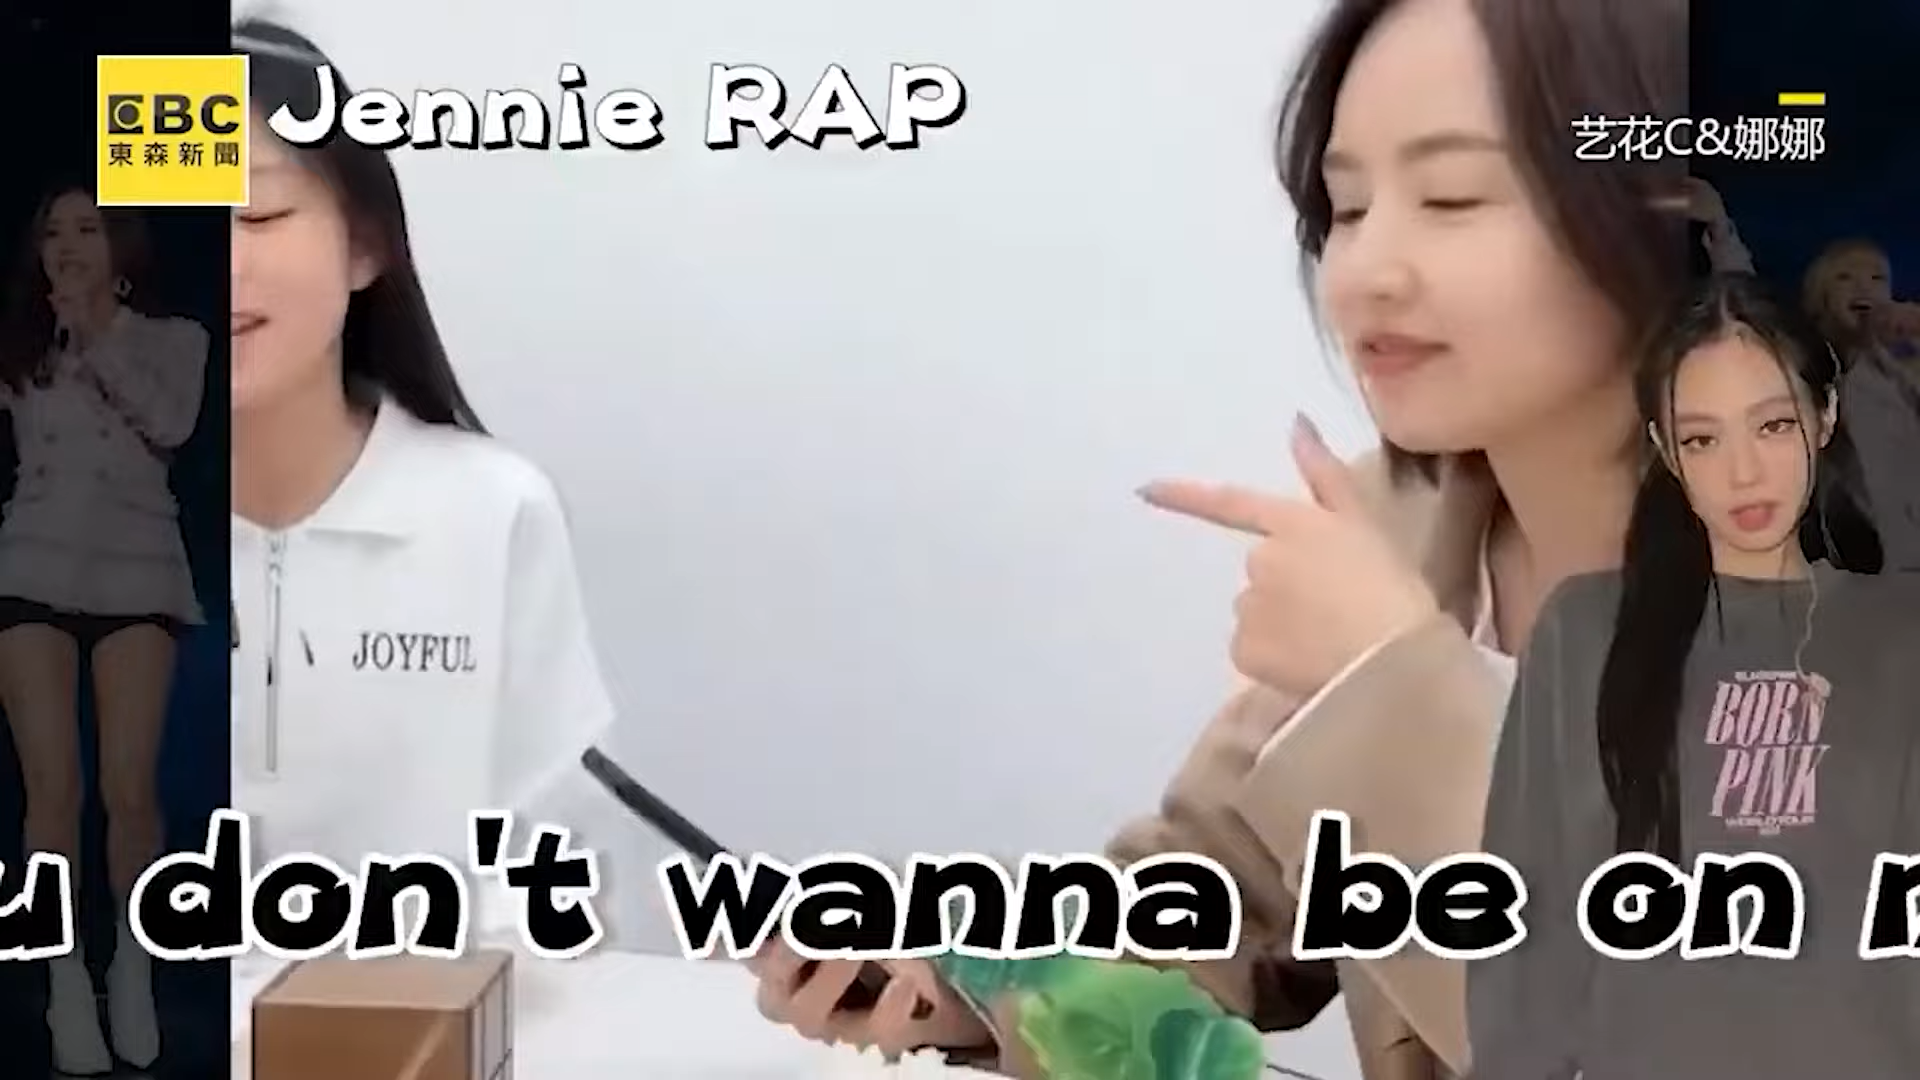 EBC
東森新聞
Jennie RAP
艺花C&娜娜
JOYFUL
BORN
PINK
u don't wanna be on